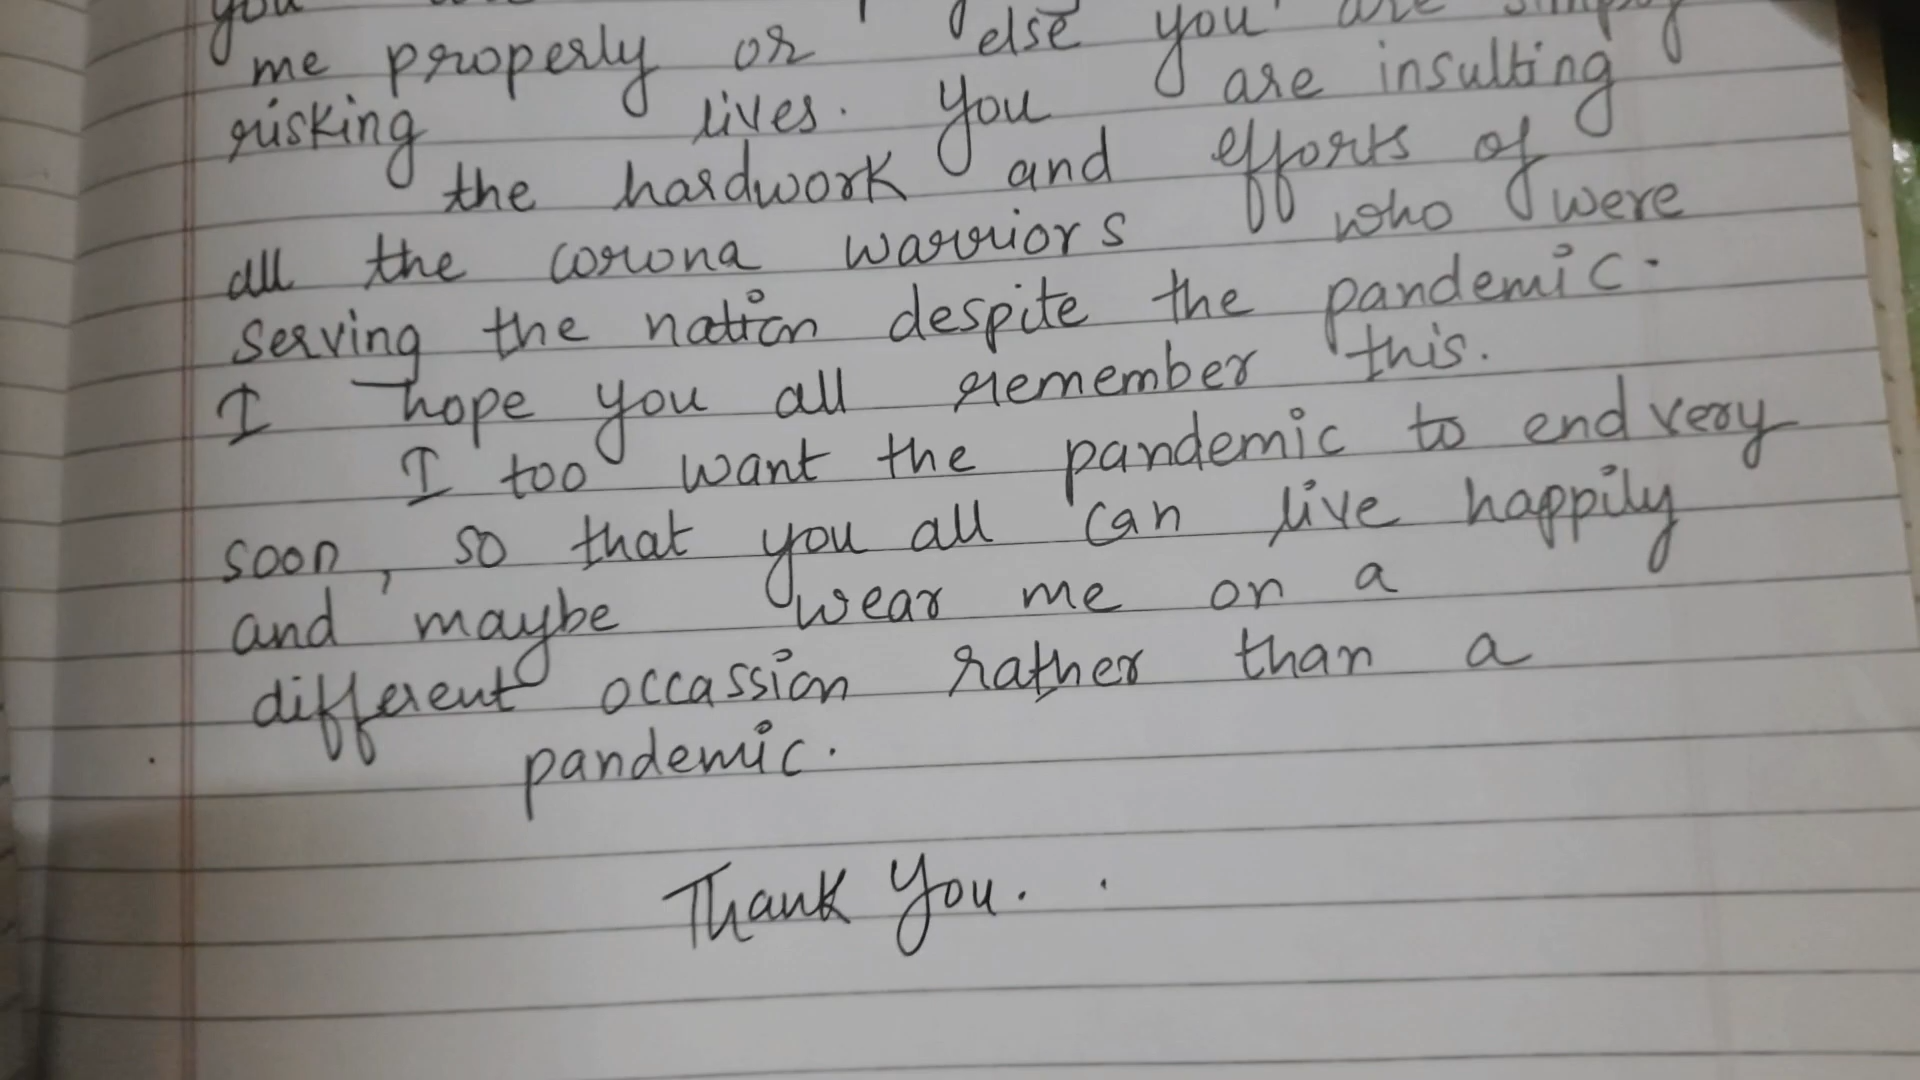 you
me properly or else you are simply
risking lives. You are insulting
the hardwork and efforts of
all the corona warriors who were
serving the nation despite the pandemic.
I hope you all remember this.
I too want the pandemic to end very
soon, so that you all can live happily
and maybe wear me on a
different occassion rather than a
pandemic.
Thank You.